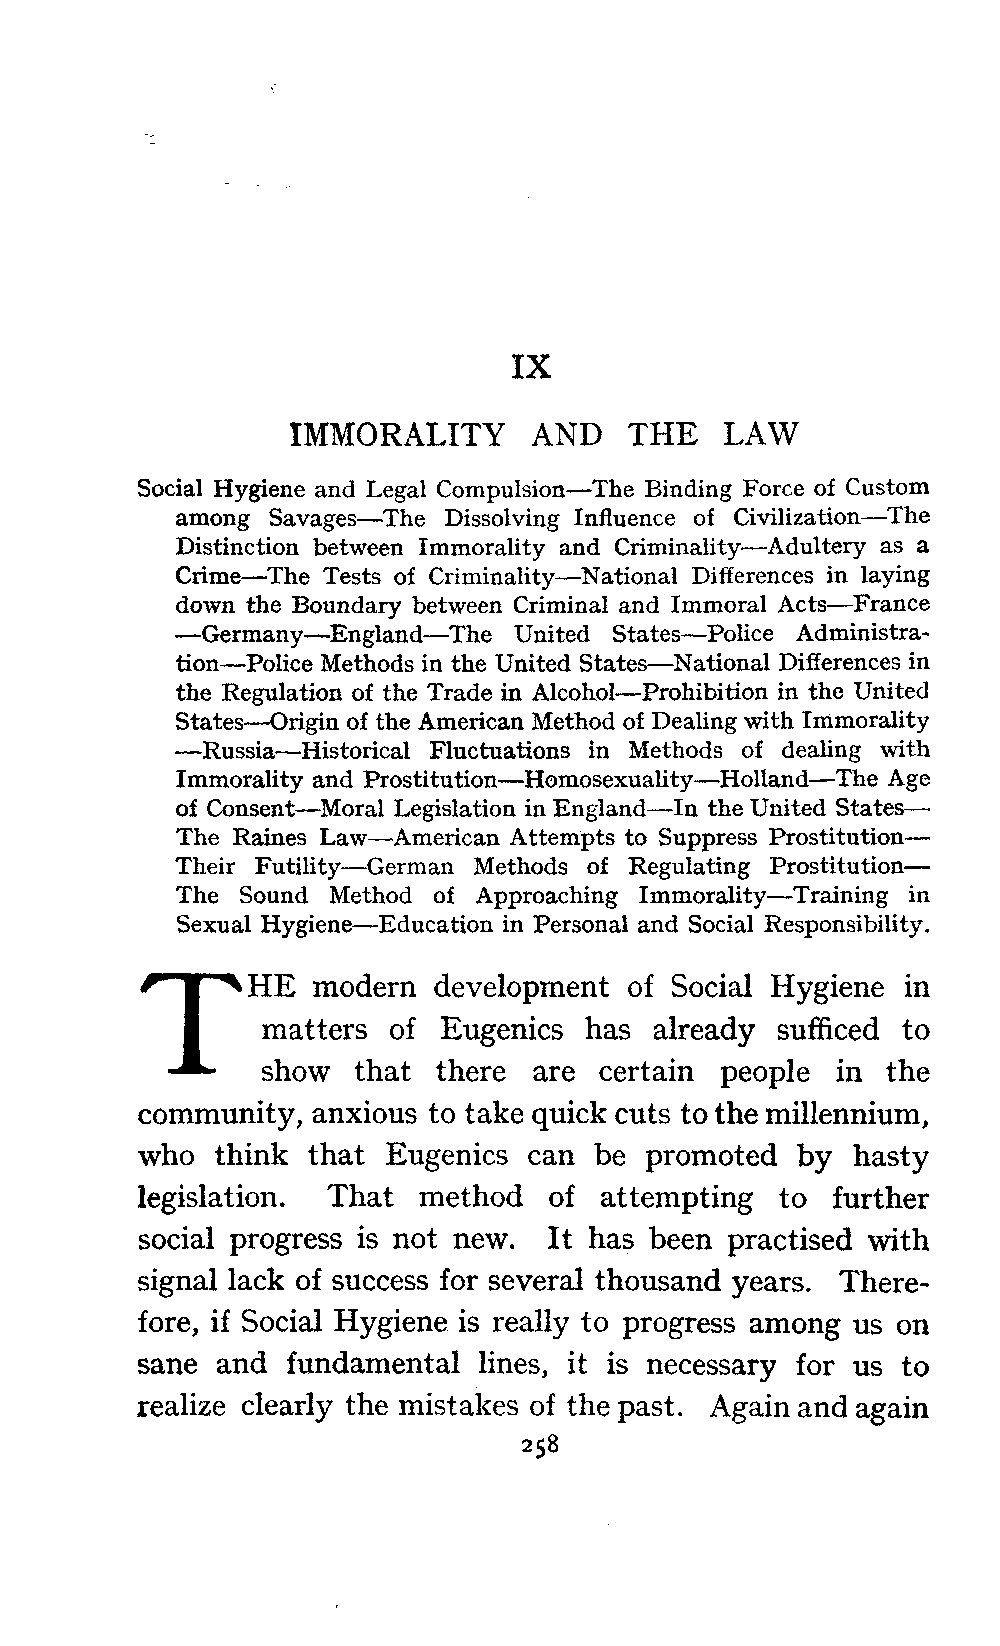 IX
IMMORALITY AND THE LAW
Social Hygiene and Legal Compulsion—The Binding Force of Custom
among Savages—The Dissolving Influence of Civilization—The
Distinction between Immorality and Criminality—Adultery as a
Crime—The Tests of Criminality—National Differences in laying
down the Boundary between Criminal and Immoral Acts—France
—Germany—England—The United States—Police Administra-
tion—Police Methods in the United States—National Differences in
the Regulation of the Trade in Alcohol—Prohibition in the United
States—Origin of the American Method of Dealing with Immorality
—Russia—Historical Fluctuations in Methods of dealing with
Immorality and Prostitution—Homosexuality—Holland—The Age
of Consent—Moral Legislation in England—In the United States—
The Raines Law—American Attempts to Suppress Prostitution—
Their Futility—German Methods of Regulating Prostitution—
The Sound Method of Approaching Immorality—Training in
Sexual Hygiene—Education in Personal and Social Responsibility.
THE modern development of Social Hygiene in
matters of Eugenics has already sufficed to
show that there are certain people in the
community, anxious to take quick cuts to the millennium,
who think that Eugenics can be promoted by hasty
legislation. That method of attempting to further
social progress is not new. It has been practised with
signal lack of success for several thousand years. There-
fore, if Social Hygiene is really to progress among us on
sane and fundamental lines, it is necessary for us to
realize clearly the mistakes of the past. Again and again
258